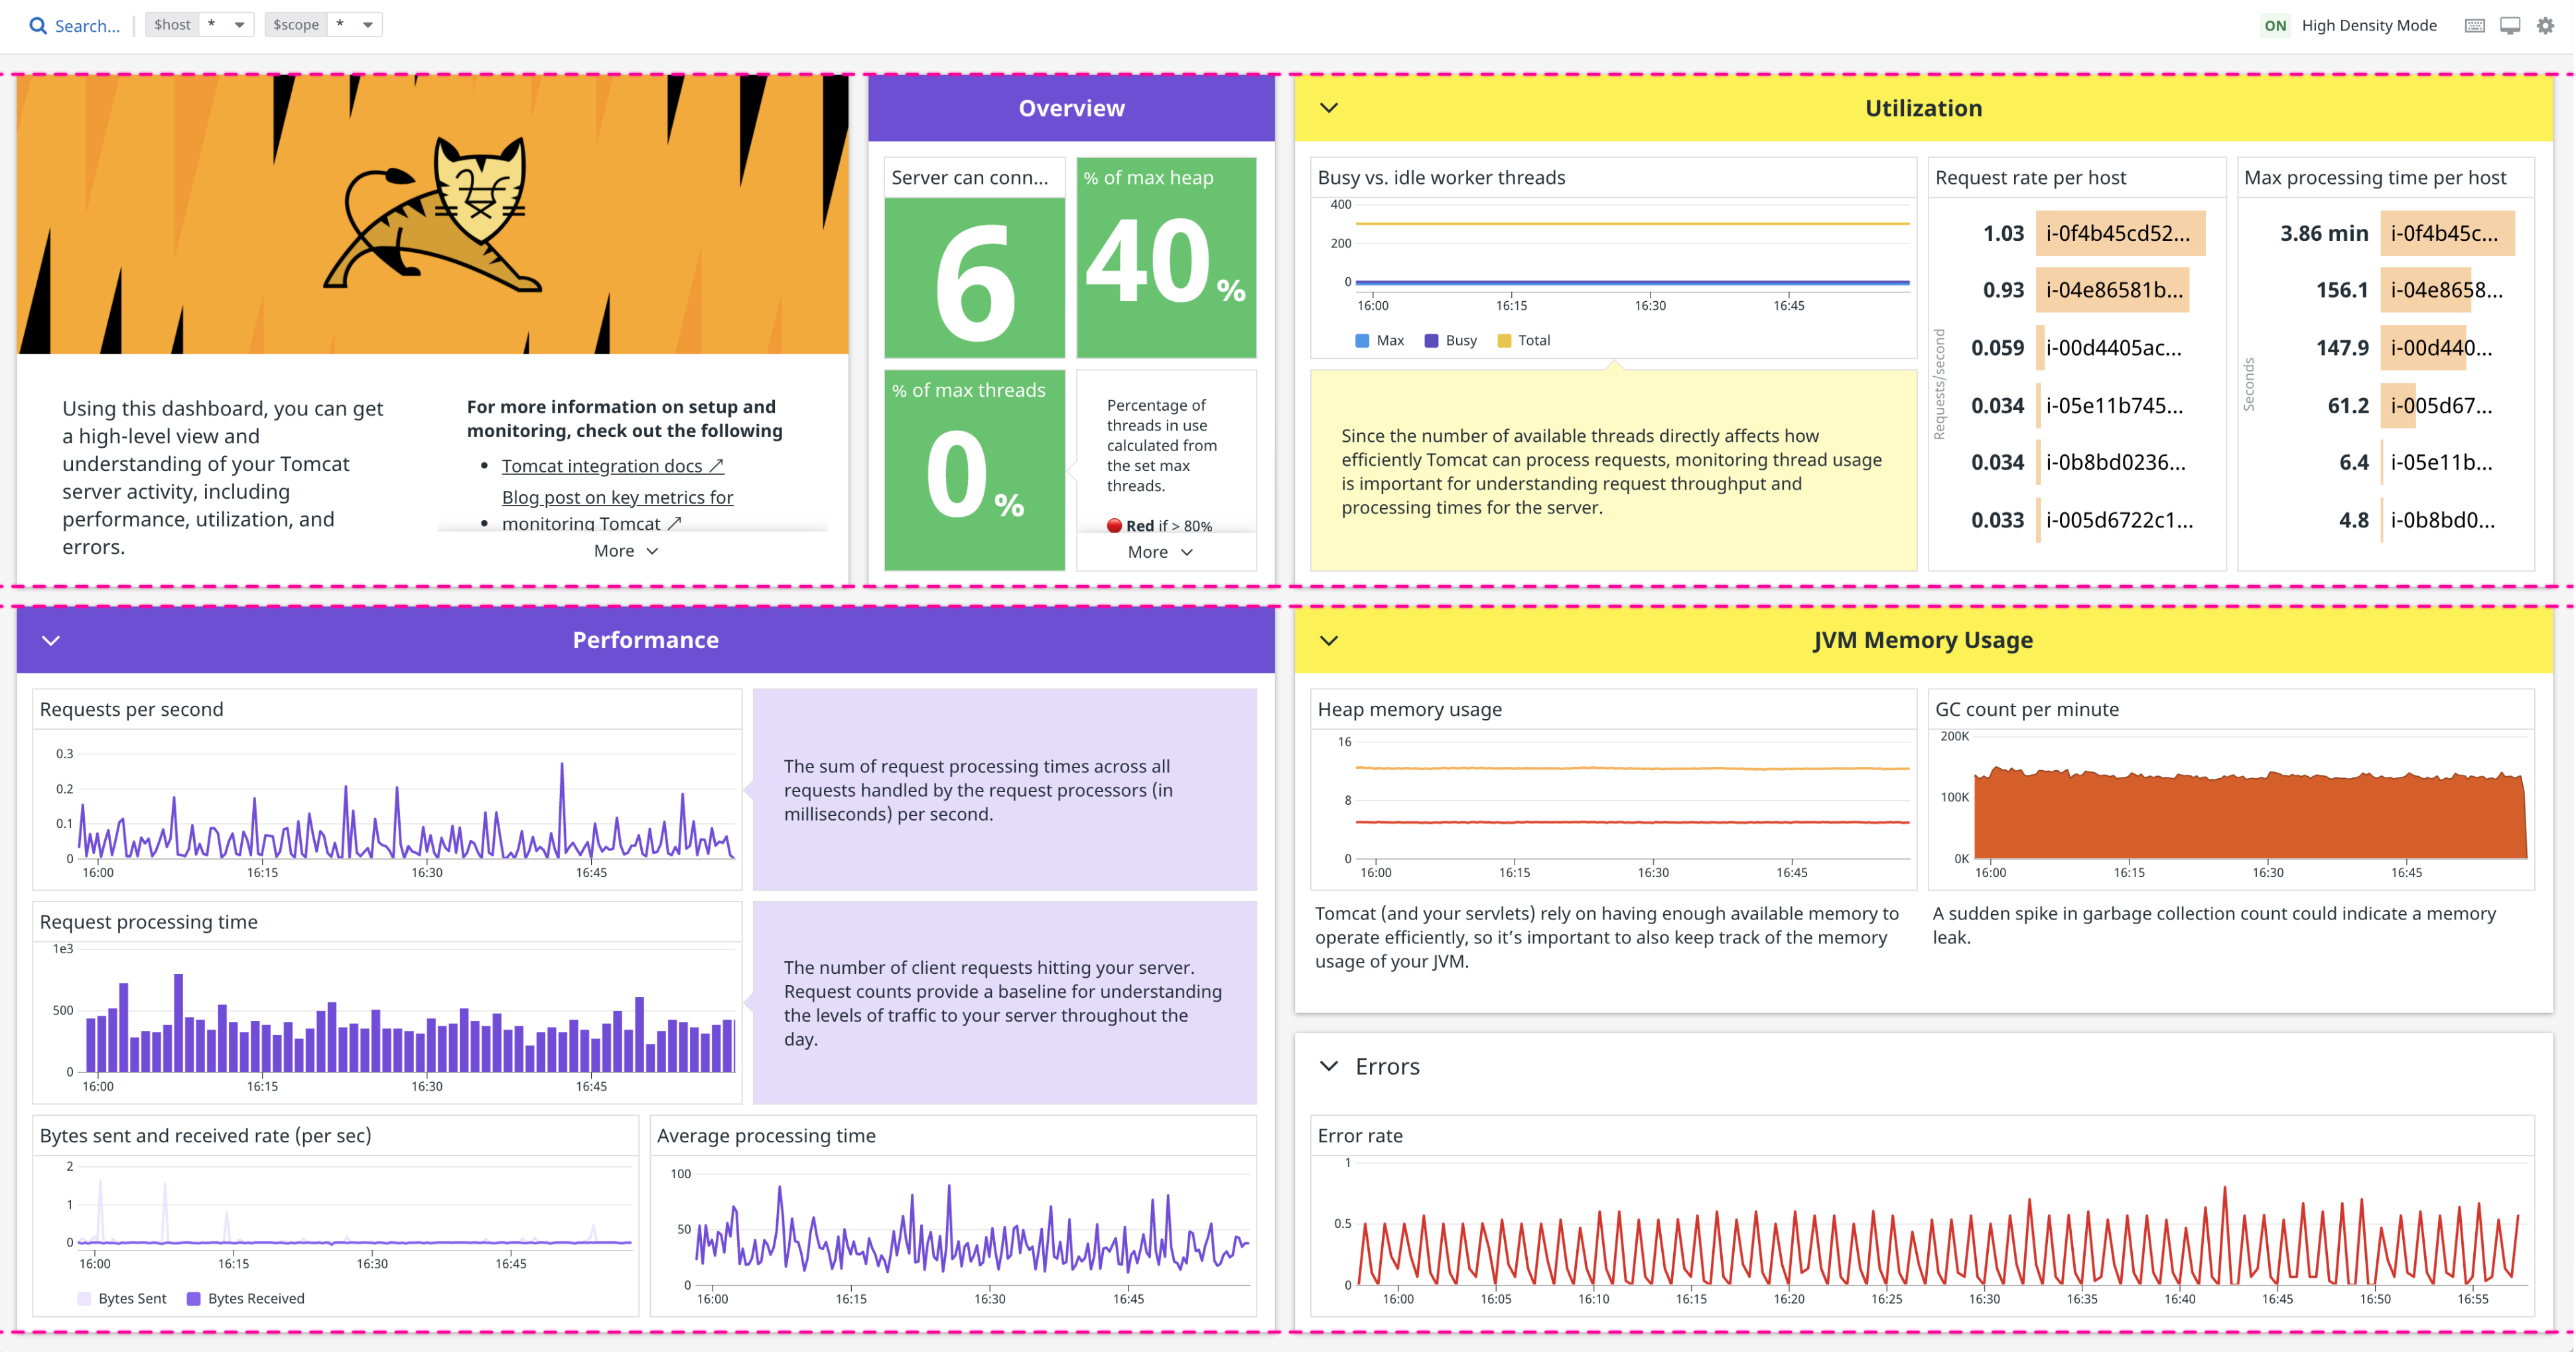 Search...
$host *
$scope *
ON High Density Mode
Using this dashboard, you can get
a high-level view and
understanding of your Tomcat
server activity, including
performance, utilization, and
errors.
For more information on setup and
monitoring, check out the following
• Tomcat integration docs ↗
Blog post on key metrics for
• monitoring Tomcat ↗
More
Overview
Server can conn...
6
% of max heap
40 %
% of max threads
0 %
Percentage of
threads in use
calculated from
the set max
threads.
Red if > 80%
More
Utilization
Busy vs. idle worker threads
400
200
0
16:00 16:15 16:30 16:45
Max Busy Total
Since the number of available threads directly affects how
efficiently Tomcat can process requests, monitoring thread usage
is important for understanding request throughput and
processing times for the server.
Request rate per host
Requests/second
1.03 i-0f4b45cd52...
0.93 i-04e86581b...
0.059 i-00d4405ac...
0.034 i-05e11b745...
0.034 i-0b8bd0236...
0.033 i-005d6722c1...
Max processing time per host
Seconds
3.86 min i-0f4b45c...
156.1 i-04e8658...
147.9 i-00d440...
61.2 i-005d67...
6.4 i-05e11b...
4.8 i-0b8bd0...
Performance
Requests per second
0.3
0.2
0.1
0
16:00 16:15 16:30 16:45
The sum of request processing times across all
requests handled by the request processors (in
milliseconds) per second.
Request processing time
1e3
500
0
16:00 16:15 16:30 16:45
The number of client requests hitting your server.
Request counts provide a baseline for understanding
the levels of traffic to your server throughout the
day.
Bytes sent and received rate (per sec)
2
1
0
16:00 16:15 16:30 16:45
Bytes Sent Bytes Received
Average processing time
100
50
0
16:00 16:15 16:30 16:45
JVM Memory Usage
Heap memory usage
16
8
0
16:00 16:15 16:30 16:45
Tomcat (and your servlets) rely on having enough available memory to
operate efficiently, so it’s important to also keep track of the memory
usage of your JVM.
GC count per minute
200K
100K
0K
16:00 16:15 16:30 16:45
A sudden spike in garbage collection count could indicate a memory
leak.
Errors
Error rate
1
0.5
0
16:00 16:05 16:10 16:15 16:20 16:25 16:30 16:35 16:40 16:45 16:50 16:55